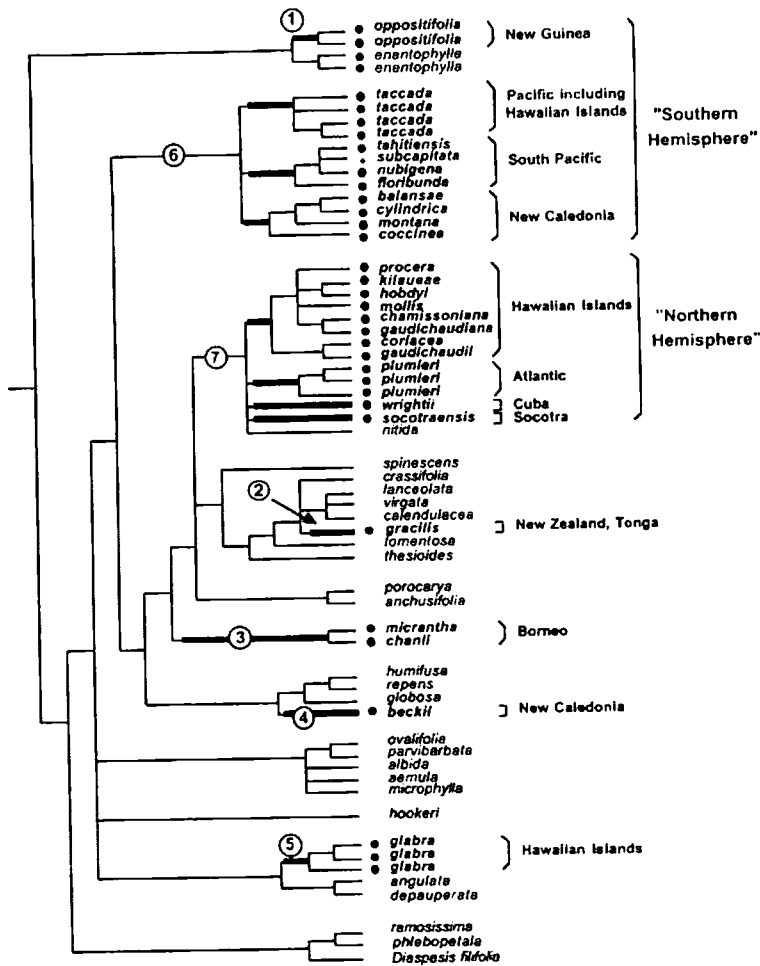 1
oppositifolia
oppositifolia
New Guinea
enantophylla
enantophylla
taccada
taccada
taccada
taccada
Pacific including
Hawaiian Islands
"Southern
Hemisphere"
6
tahitiensis
subcapitata
nubigena
floribunda
South Pacific
balansae
cylindrica
montana
coccinea
New Caledonia
procera
kilaueae
hobdyi
mollis
chamissoniana
gaudichaudiana
coriacea
gaudichaudii
Hawaiian Islands
"Northern
Hemisphere"
7
plumieri
plumieri
plumieri
Atlantic
wrightii
Cuba
socotraensis
Socotra
nitida
spinescens
crassifolia
lanceolata
virgata
calendulacea
2
gracilis
New Zealand, Tonga
tomentosa
thesioides
porocarya
anchusifolia
3
micrantha
chanii
Borneo
humifusa
repens
globosa
4
beckii
New Caledonia
ovalifolia
parvibarbata
albida
aemula
microphylla
hookeri
5
glabra
glabra
glabra
Hawaiian Islands
angulata
depauperata
ramosissima
phlebopetala
Diaspasis filifolia